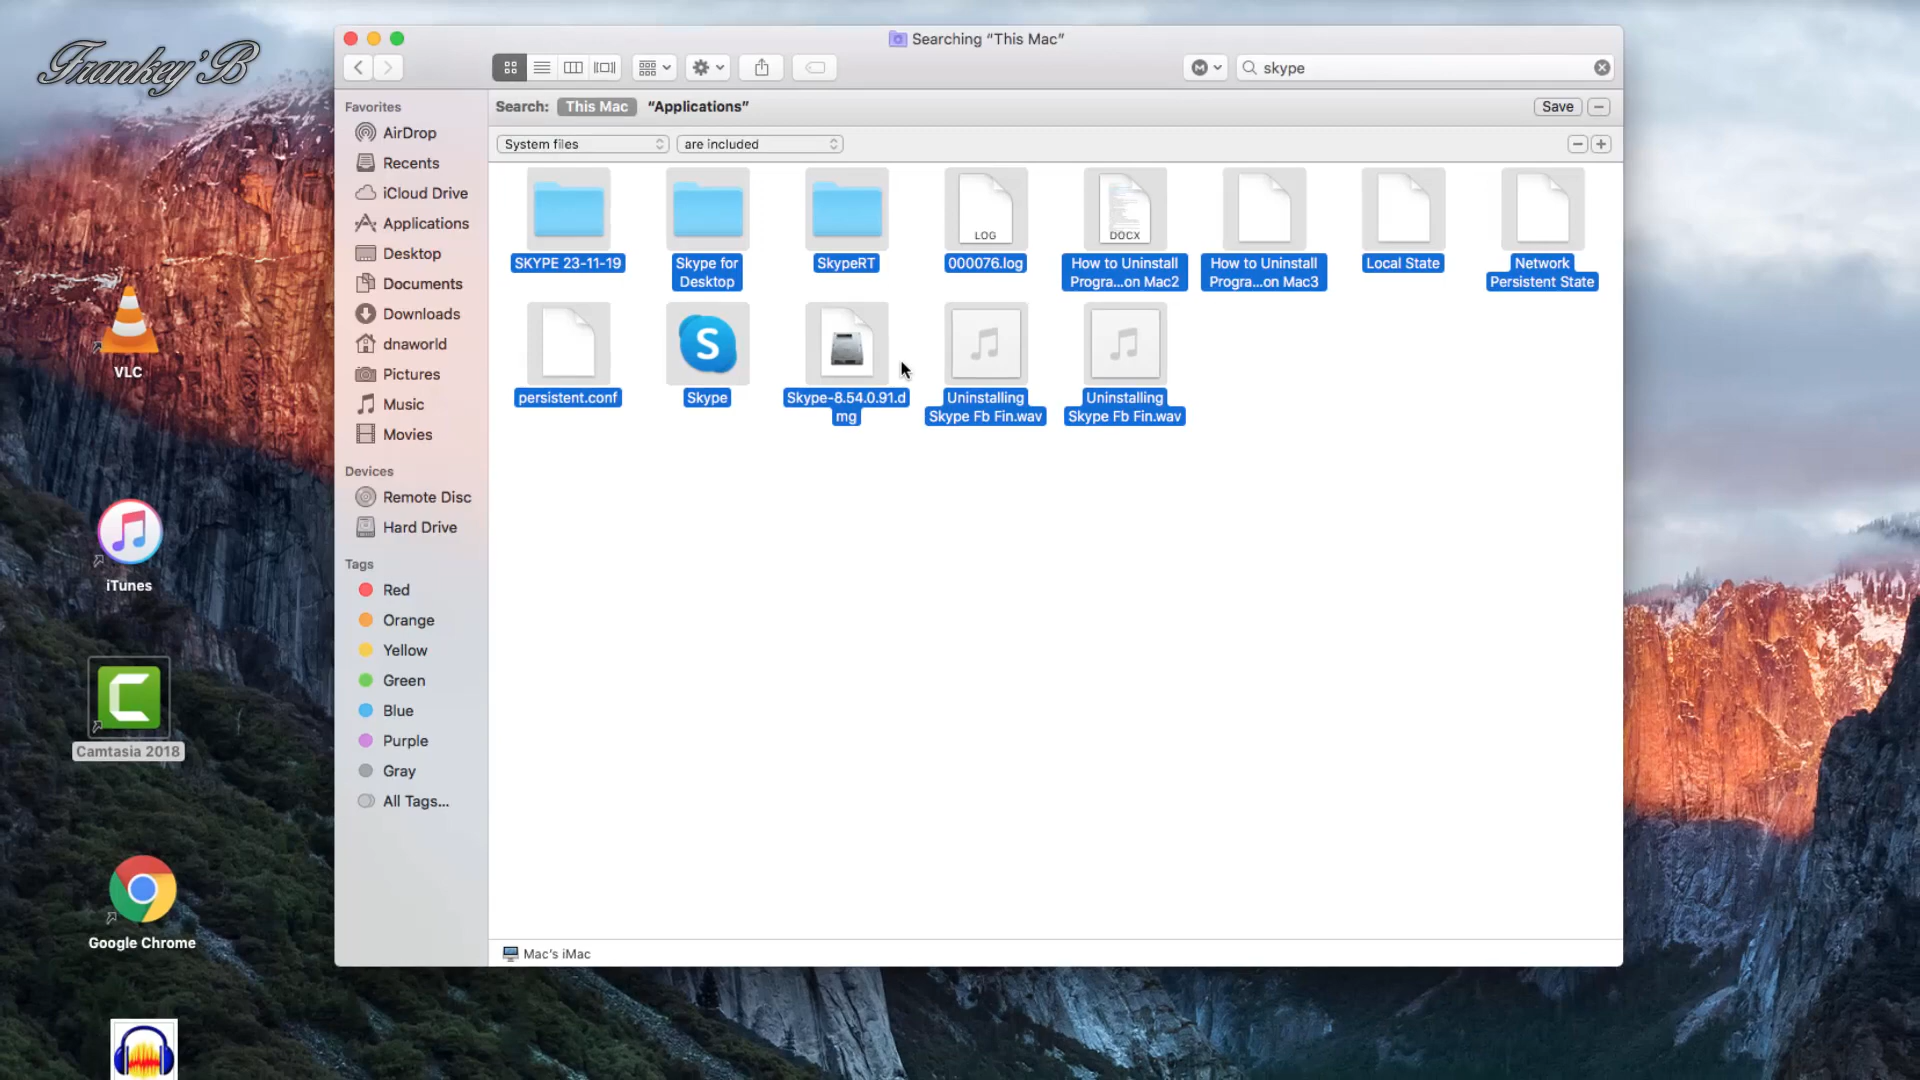 Frankey'B
Searching “This Mac”
skype
Search: This Mac “Applications” Save
System files are included
Favorites
AirDrop
Recents
iCloud Drive
Applications
Desktop
Documents
Downloads
dnaworld
Pictures
Music
Movies
Devices
Remote Disc
Hard Drive
Tags
Red
Orange
Yellow
Green
Blue
Purple
Gray
All Tags...
LOG
DOCX
SKYPE 23-11-19
Skype for
Desktop
SkypeRT
000076.log
How to Uninstall
Progra...on Mac2
How to Uninstall
Progra...on Mac3
Local State
Network
Persistent State
persistent.conf
Skype
Skype-8.54.0.91.d
mg
Uninstalling
Skype Fb Fin.wav
Uninstalling
Skype Fb Fin.wav
Mac's iMac
VLC
iTunes
Camtasia 2018
Google Chrome